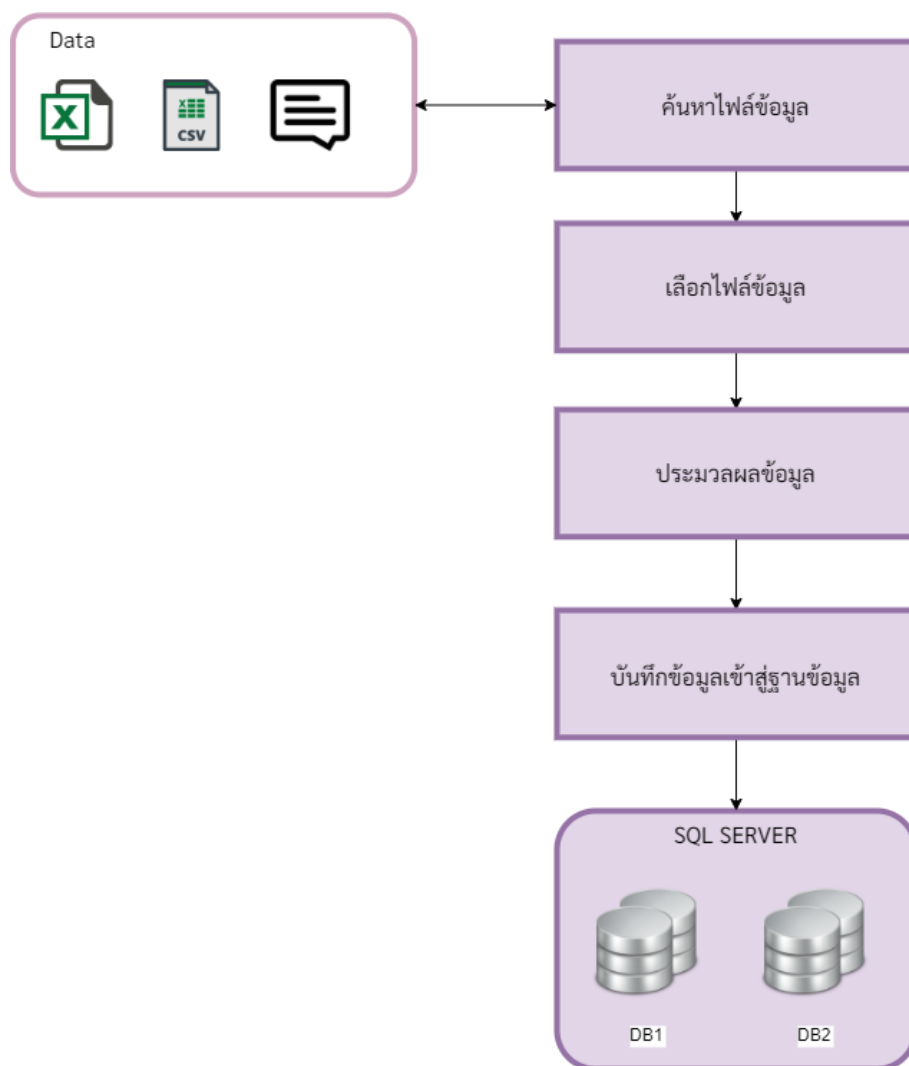 Data
X
X
CSV
ค้นหาไฟล์ข้อมูล
เลือกไฟล์ข้อมูล
ประมวลผลข้อมูล
บันทึกข้อมูลเข้าสู่ฐานข้อมูล
SQL SERVER
DB1
DB2